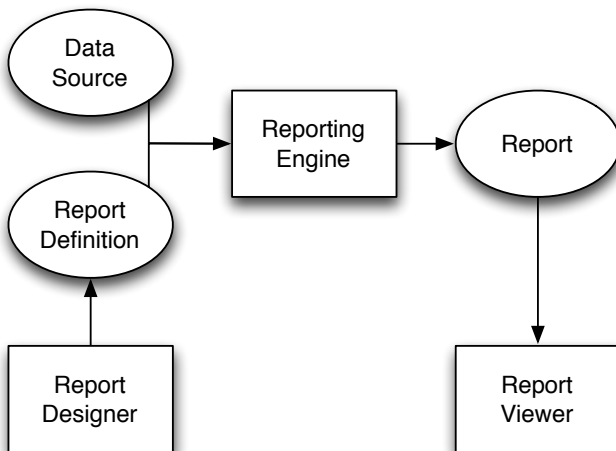 Data
Source
Reporting
Engine
Report
Report
Definition
Report
Designer
Report
Viewer